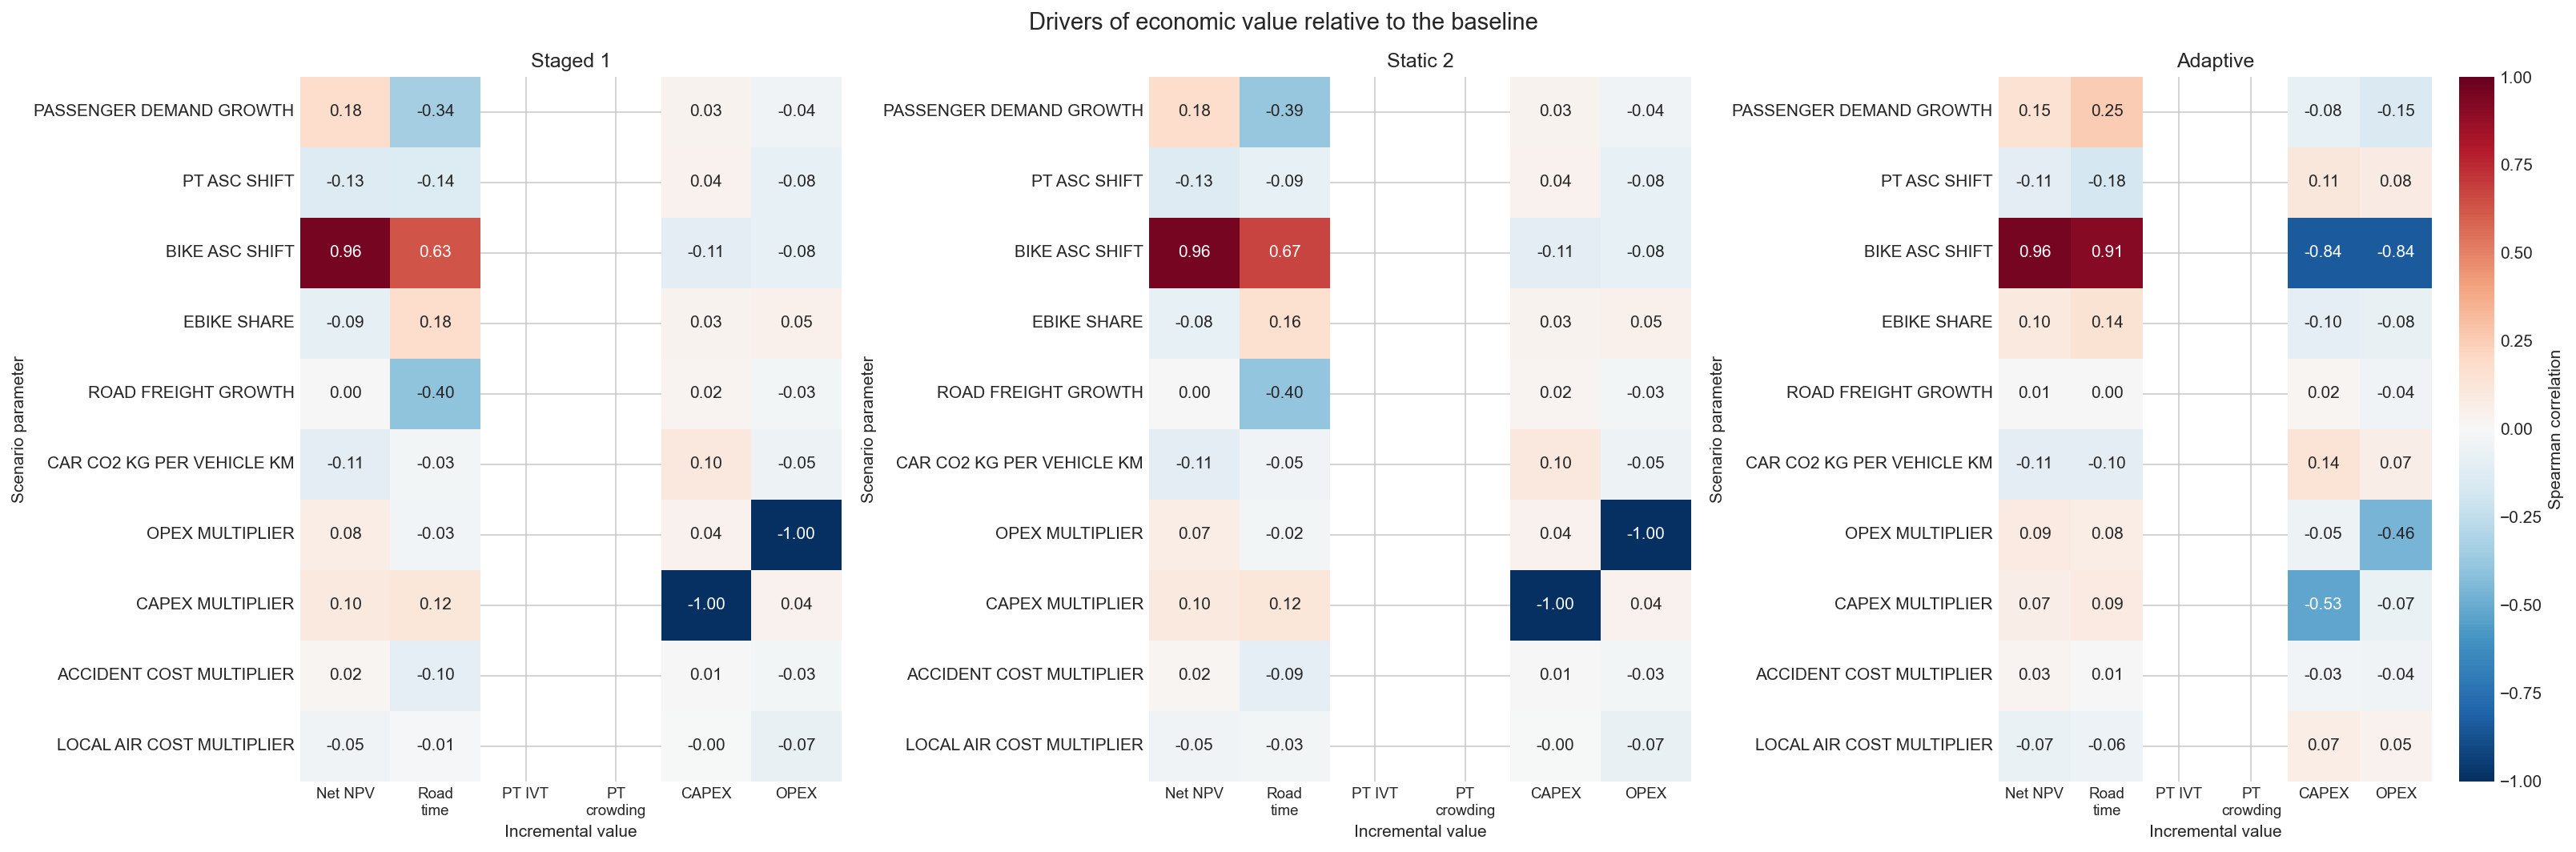 Drivers of economic value relative to the baseline
Staged 1
Scenario parameter
PASSENGER DEMAND GROWTH 0.18 -0.34 0.03 -0.04
PT ASC SHIFT -0.13 -0.14 0.04 -0.08
BIKE ASC SHIFT 0.96 0.63 -0.11 -0.08
EBIKE SHARE -0.09 0.18 0.03 0.05
ROAD FREIGHT GROWTH 0.00 -0.40 0.02 -0.03
CAR CO2 KG PER VEHICLE KM -0.11 -0.03 0.10 -0.05
OPEX MULTIPLIER 0.08 -0.03 0.04 -1.00
CAPEX MULTIPLIER 0.10 0.12 -1.00 0.04
ACCIDENT COST MULTIPLIER 0.02 -0.10 0.01 -0.03
LOCAL AIR COST MULTIPLIER -0.05 -0.01 -0.00 -0.07
Net NPV Road PT IVT PT CAPEX OPEX
time crowding
Incremental value
Static 2
Scenario parameter
PASSENGER DEMAND GROWTH 0.18 -0.39 0.03 -0.04
PT ASC SHIFT -0.13 -0.09 0.04 -0.08
BIKE ASC SHIFT 0.96 0.67 -0.11 -0.08
EBIKE SHARE -0.08 0.16 0.03 0.05
ROAD FREIGHT GROWTH 0.00 -0.40 0.02 -0.03
CAR CO2 KG PER VEHICLE KM -0.11 -0.05 0.10 -0.05
OPEX MULTIPLIER 0.07 -0.02 0.04 -1.00
CAPEX MULTIPLIER 0.10 0.12 -1.00 0.04
ACCIDENT COST MULTIPLIER 0.02 -0.09 0.01 -0.03
LOCAL AIR COST MULTIPLIER -0.05 -0.03 -0.00 -0.07
Net NPV Road PT IVT PT CAPEX OPEX
time crowding
Incremental value
Adaptive
Scenario parameter
PASSENGER DEMAND GROWTH 0.15 0.25 -0.08 -0.15
PT ASC SHIFT -0.11 -0.18 0.11 0.08
BIKE ASC SHIFT 0.96 0.91 -0.84 -0.84
EBIKE SHARE 0.10 0.14 -0.10 -0.08
ROAD FREIGHT GROWTH 0.01 0.00 0.02 -0.04
CAR CO2 KG PER VEHICLE KM -0.11 -0.10 0.14 0.07
OPEX MULTIPLIER 0.09 0.08 -0.05 -0.46
CAPEX MULTIPLIER 0.07 0.09 -0.53 -0.07
ACCIDENT COST MULTIPLIER 0.03 0.01 -0.03 -0.04
LOCAL AIR COST MULTIPLIER -0.07 -0.06 0.07 0.05
Net NPV Road PT IVT PT CAPEX OPEX
time crowding
Incremental value
1.00
0.75
0.50
0.25
0.00
−0.25
−0.50
−0.75
−1.00
Spearman correlation